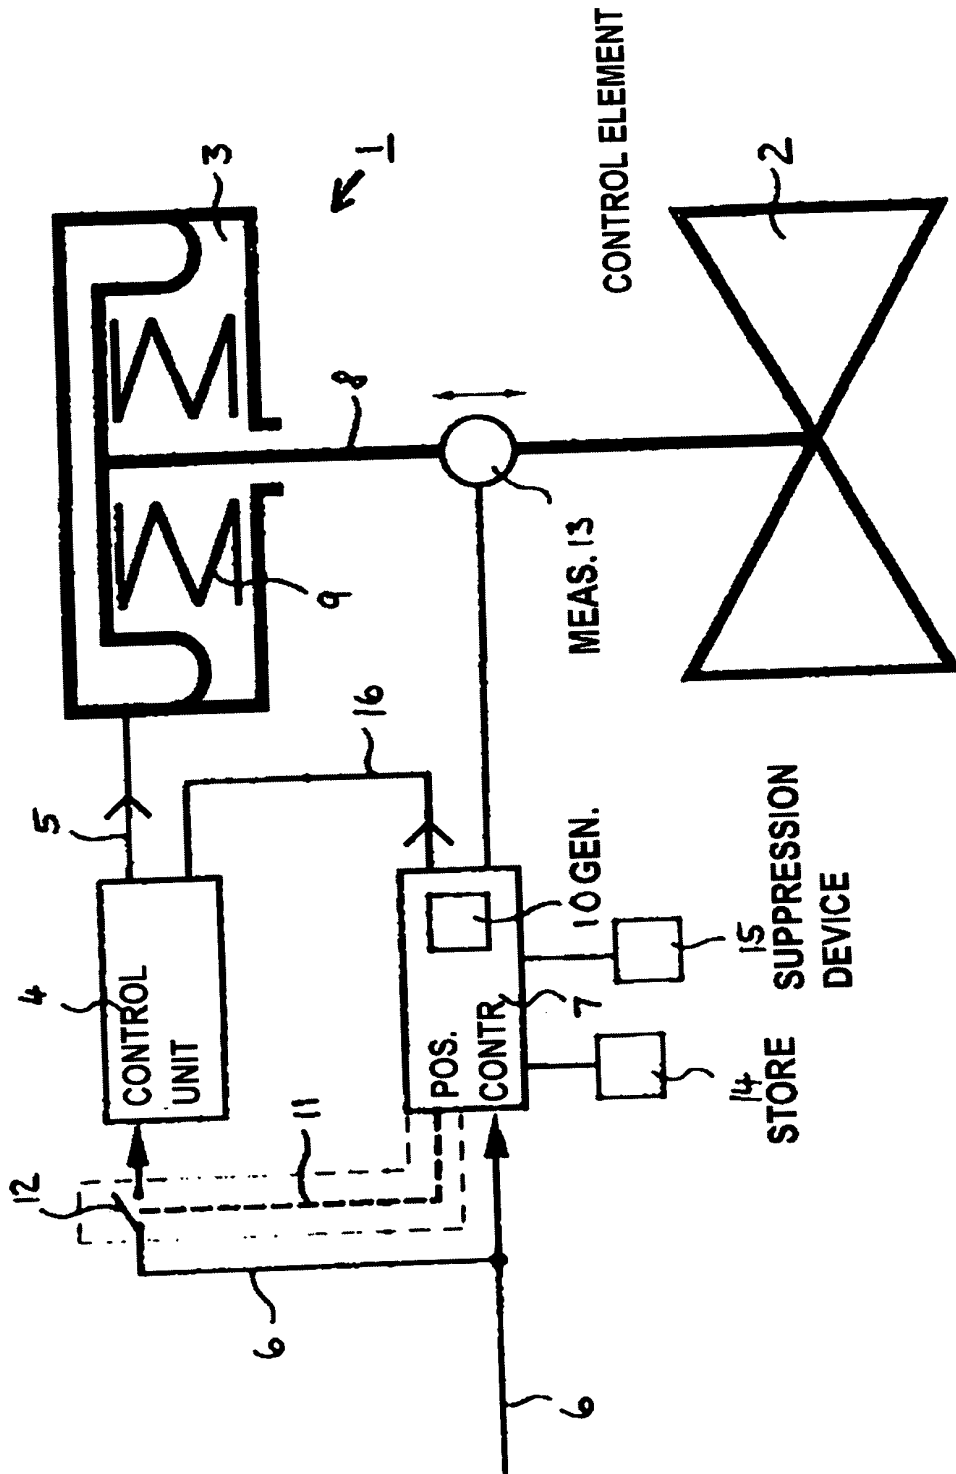 3
1
CONTROL ELEMENT
2
8
9
MEAS. 13
5
16
4
CONTROL
UNIT
10 GEN.
POS.
CONTR
7
15
SUPPRESSION
DEVICE
14
STORE
11
12
6
6